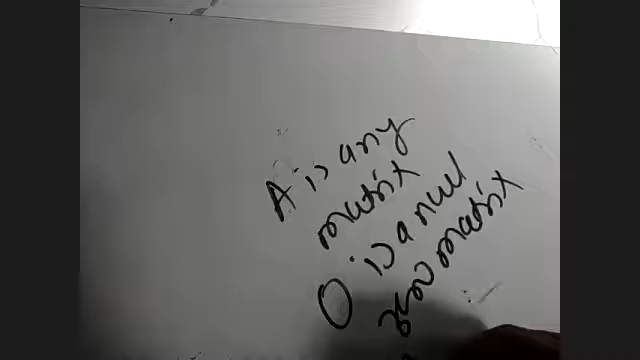 A is any
matrix
O is a null
zero matrix